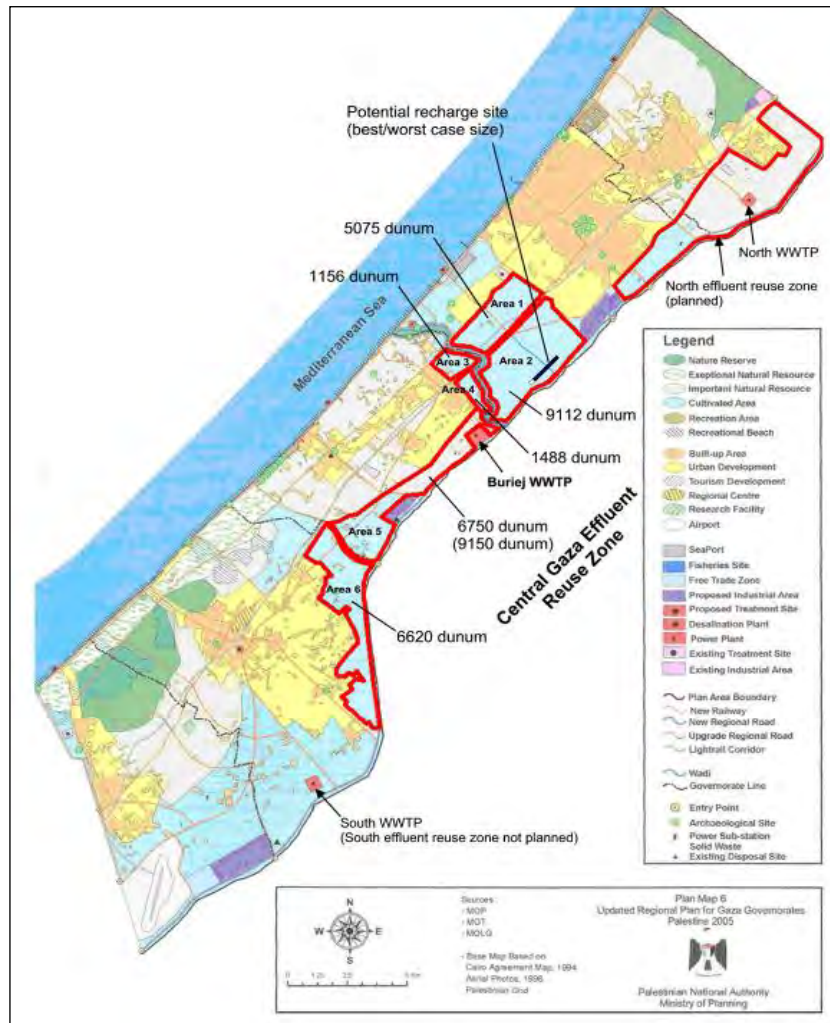 Potential recharge site
(best/worst case size)
5075 dunum
1156 dunum
Mediterranean Sea
Area 1
Area 2
Area 3
Area 4
North WWTP
North effluent reuse zone
(planned)
9112 dunum
1488 dunum
Buriej WWTP
6750 dunum
(9150 dunum)
Central Gaza Effluent
Reuse Zone
Area 5
Area 6
6620 dunum
South WWTP
(South effluent reuse zone not planned)
Legend
Nature Reserve
Exeptional Natural Resource
Important Natural Resource
Cultivated Area
Recreation Area
Recreational Beach
Built-up Area
Urban Development
Tourism Development
Regional Centre
Research Facility
Airport
SeaPort
Fisheries Site
Free Trade Zone
Proposed Industrial Area
Proposed Treatment Site
Desalination Plant
Power Plant
Existing Treatment Site
Existing Industrial Area
Plan Area Boundary
New Railway
New Regional Road
Upgrade Regional Road
Lightrail Corridor
Wadi
Governorate Line
Entry Point
Archaeological Site
Power Sub-station
Solid Waste
Existing Disposal Site
N
W
E
S
Sources :
- MOP
- MOT
- MOLG
- Base Map Based on
Cairo Agreement Map, 1994
Aerial Photos, 1996
Palestinian Grid
Plan Map 6
Updated Regional Plan for Gaza Governorates
Palestine 2005
Palestinian National Authority
Ministry of Planning